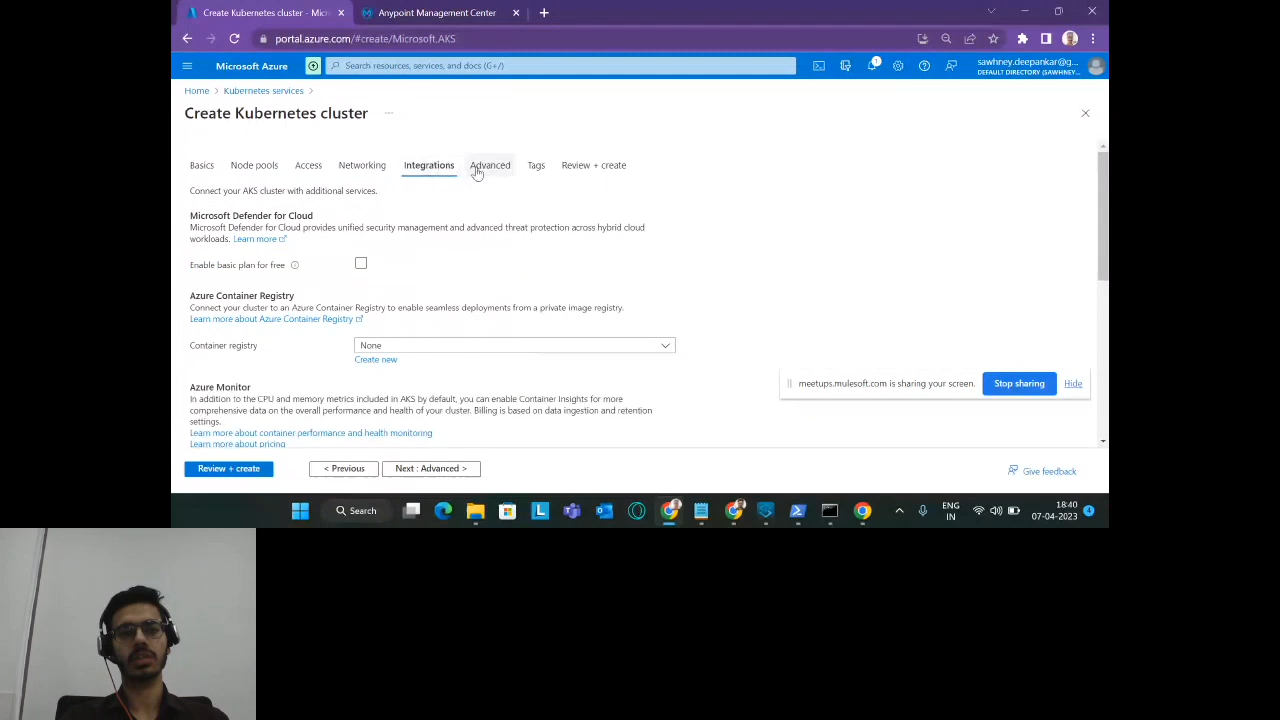 Create Kubernetes cluster - Mic
Anypoint Management Center
portal.azure.com/#create/Microsoft.AKS
Microsoft Azure
Search resources, services, and docs (G+/)
1
sawhney.deepankar@g...
DEFAULT DIRECTORY (SAWHNEY....
Home > Kubernetes services >
Create Kubernetes cluster ...
Basics Node pools Access Networking Integrations Advanced Tags Review + create
Connect your AKS cluster with additional services.
Microsoft Defender for Cloud
Microsoft Defender for Cloud provides unified security management and advanced threat protection across hybrid cloud
workloads. Learn more
Enable basic plan for free
Azure Container Registry
Connect your cluster to an Azure Container Registry to enable seamless deployments from a private image registry.
Learn more about Azure Container Registry
Container registry None
Create new
meetups.mulesoft.com is sharing your screen. Stop sharing Hide
Azure Monitor
In addition to the CPU and memory metrics included in AKS by default, you can enable Container Insights for more
comprehensive data on the overall performance and health of your cluster. Billing is based on data ingestion and retention
settings.
Learn more about container performance and health monitoring
Learn more about pricing
Review + create < Previous Next : Advanced > Give feedback
Search L ENG
IN
18:40
07-04-2023
4